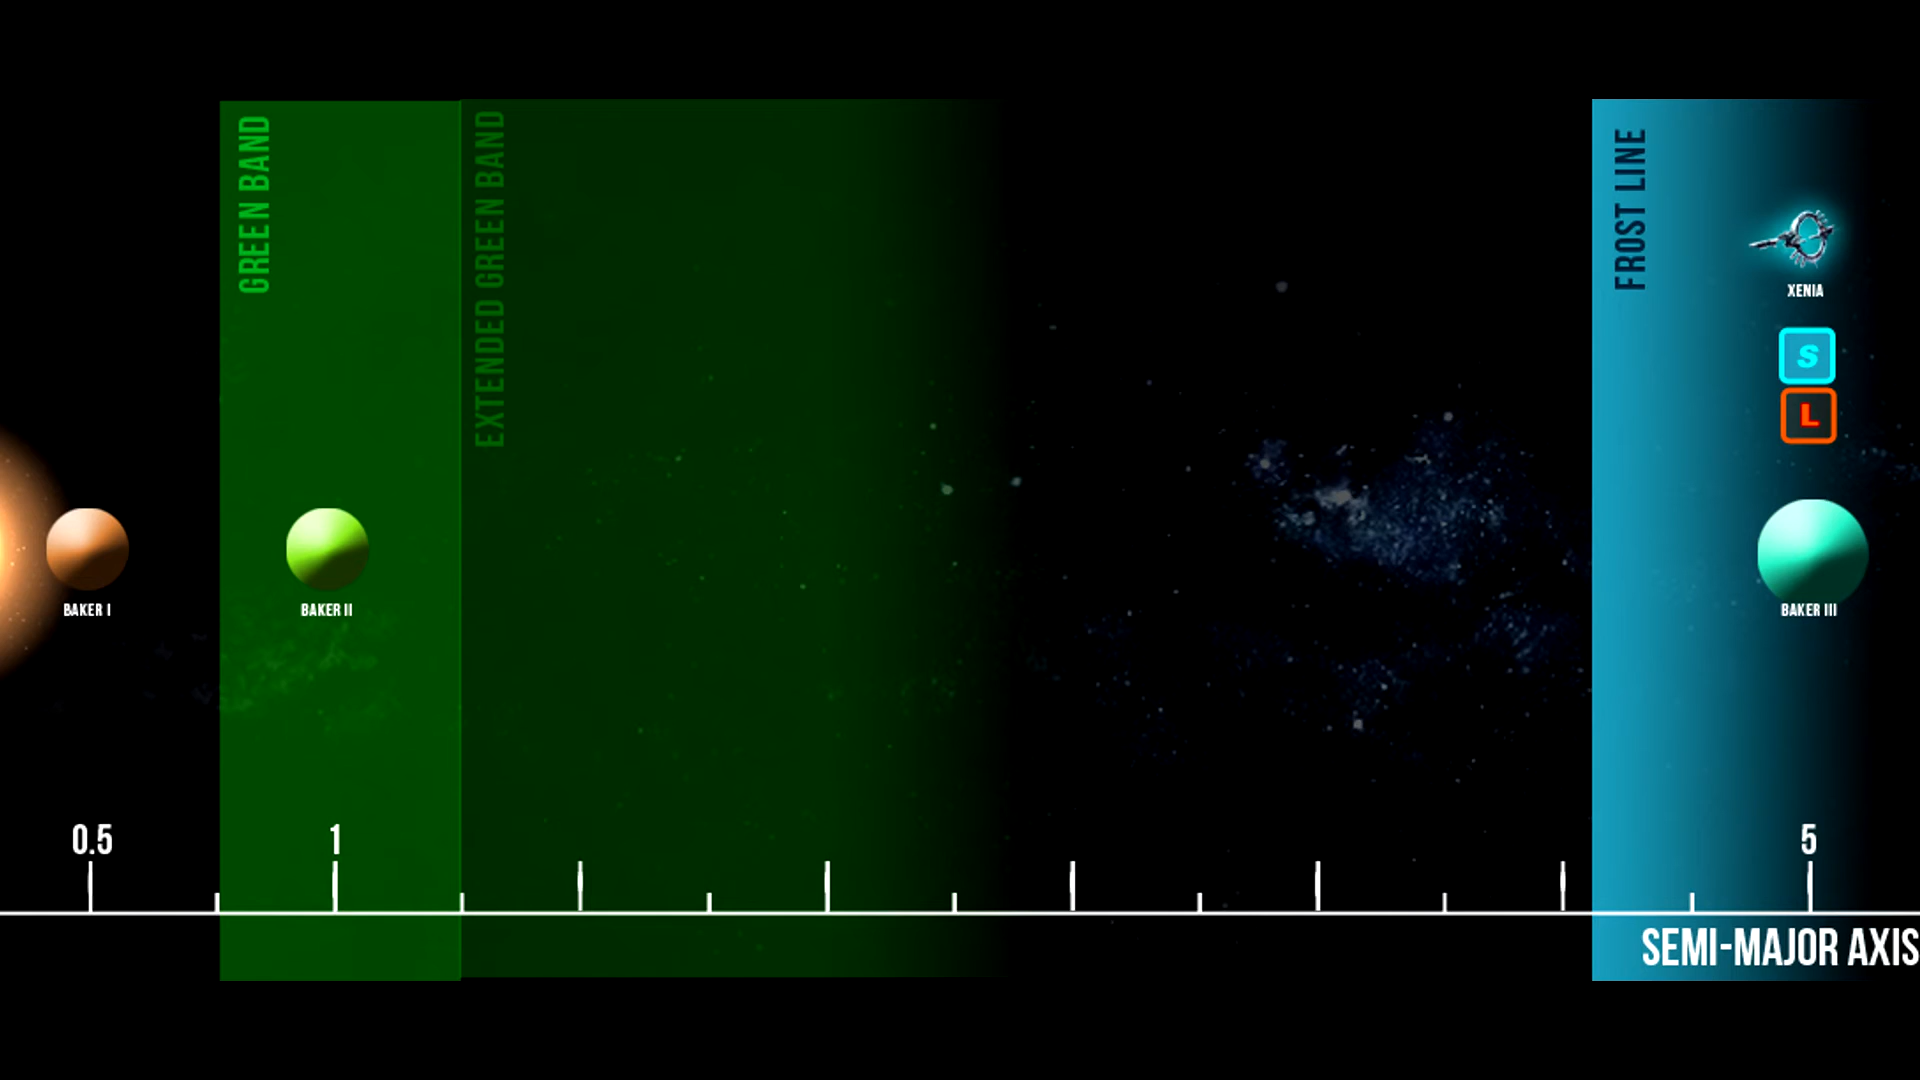 GREEN BAND
EXTENDED GREEN BAND
FROST LINE
XENIA
S
L
BAKER I
BAKER II
BAKER III
0.5
1
5
SEMI-MAJOR AXIS